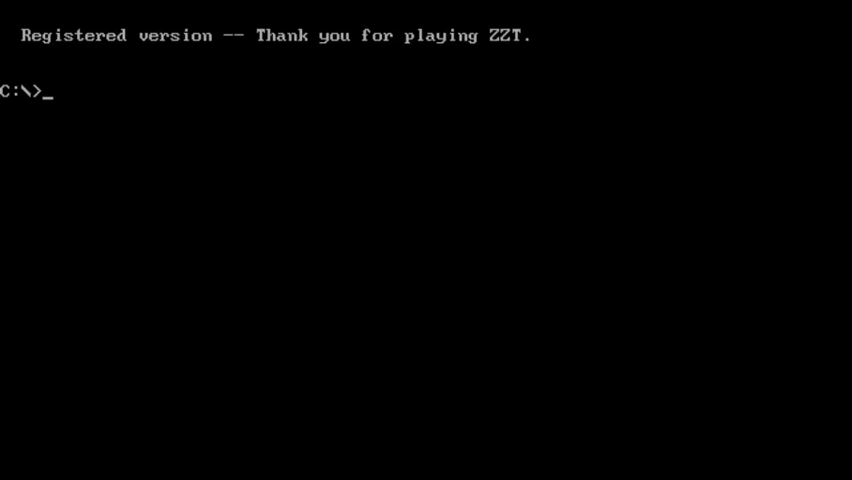 Registered version -- Thank you for playing ZZT.
C:\>_